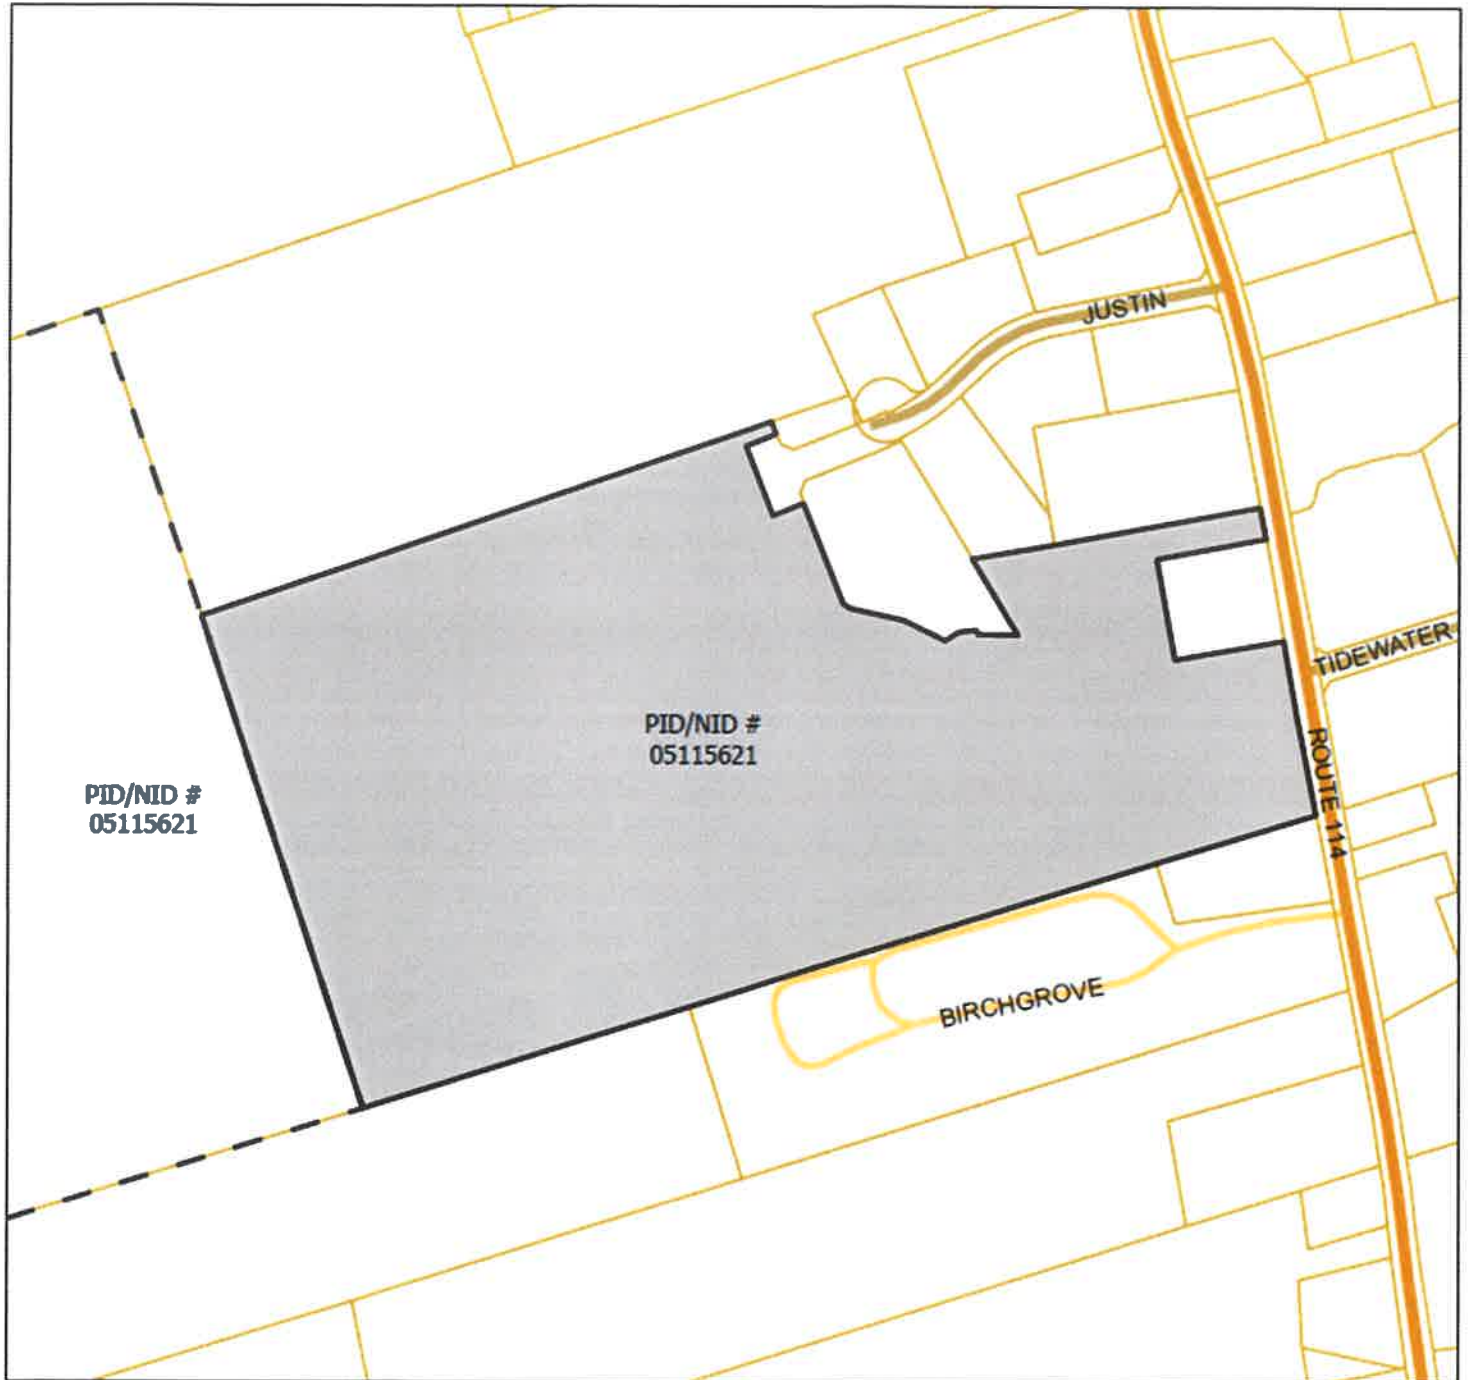 JUSTIN
TIDEWATER
PID/NID #
05115621
ROUTE 114
PID/NID #
05115621
BIRCHGROVE